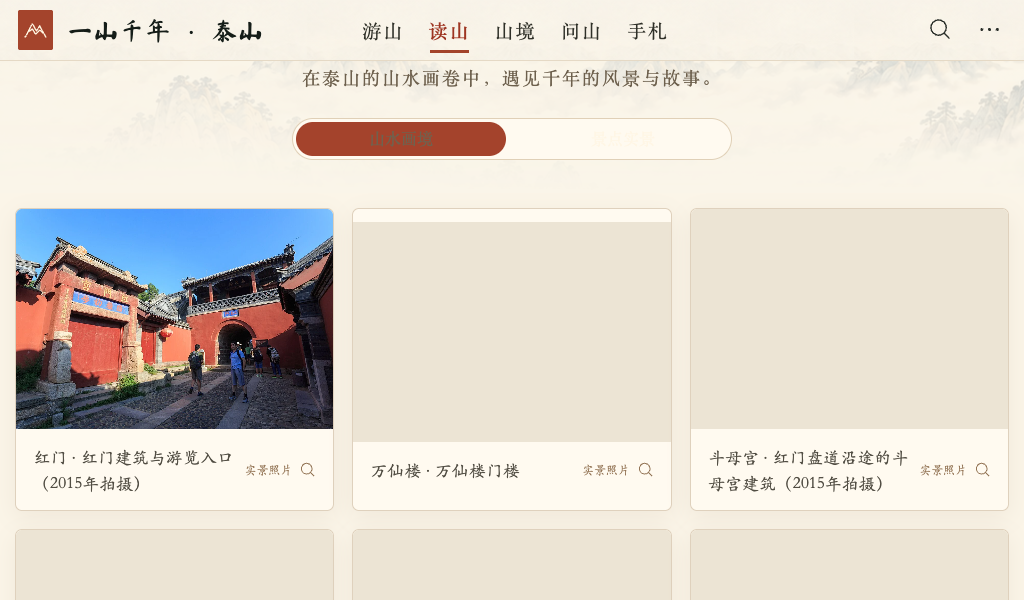 一山千年 · 泰山
游山
读山
山境
问山
手札
在泰山的山水画卷中，遇见千年的风景与故事。
红门 · 红门建筑与游览入口
（2015年拍摄）
实景照片
万仙楼 · 万仙楼门楼
实景照片
斗母宫 · 红门盘道沿途的斗
母宫建筑（2015年拍摄）
实景照片